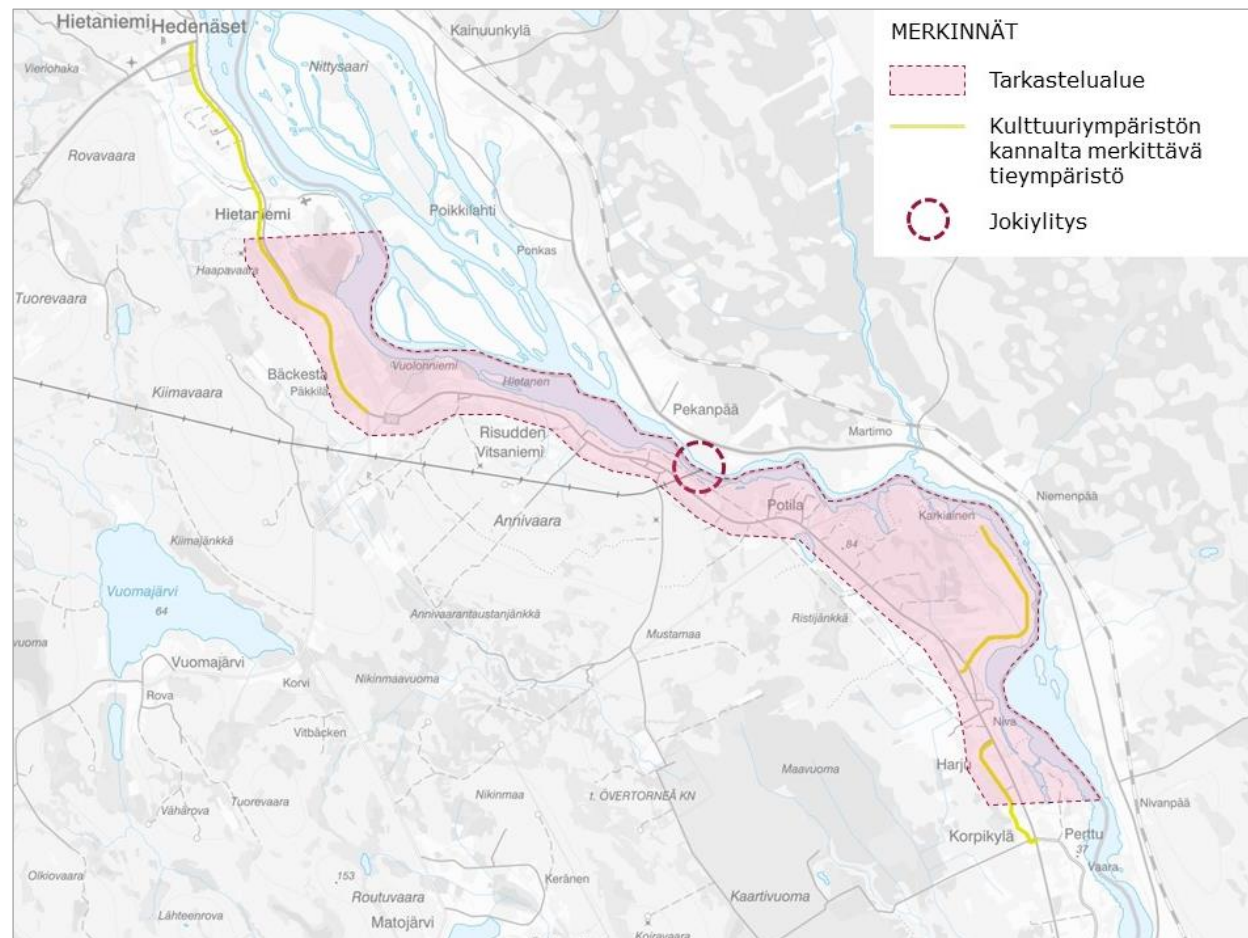 Hietaniemi Hedenäset
Kainuunkylä
Vieriohaka
Nittysaari
Rovavaara
Hietaniemi
Poikkilahti
Ponkas
Haapavaara
Tuorevaara
Vuolonniemi
Hietanen
Bäckesta
Päkkilä
Kiimavaara
Pekanpää
Martimo
Risudden
Vitsaniemi
Niemenpää
Potila
Karkiainen
Annivaara
84
Kiimajänkkä
Vuomajärvi
64
Annivaarantaustanjänkkä
Ristijänkkä
Mustamaa
vuoma
Vuomajärvi
Korvi
Nikinmaavuoma
Rova
Vitbäcken
Niva
Harju
Maavuoma
Vähärova
Tuorevaara
Nikinmaa
t. ÖVERTORNEÅ KN
Nivanpää
Korpikylä
Perttu
37
Vaara
Olkiovaara
153
Routuvaara
Keränen
Kaartivuoma
Lähteenrova
Matojärvi
Koiravaara
MERKINNÄT
Tarkastelualue
Kulttuuriympäristön
kannalta merkittävä
tieympäristö
Jokiylitys